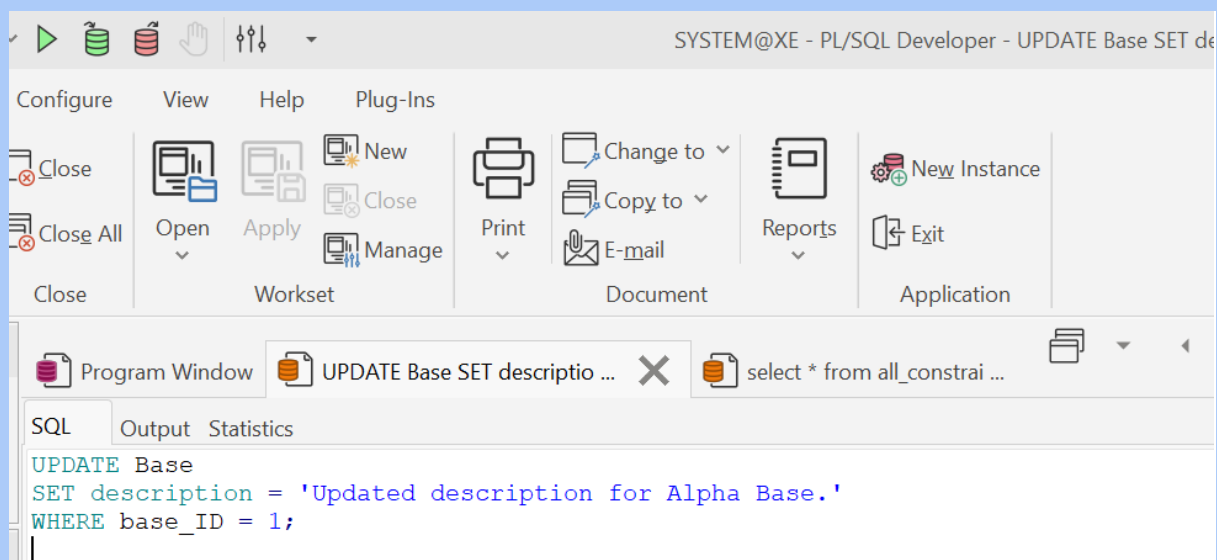 SYSTEM@XE - PL/SQL Developer - UPDATE Base SET de
Configure View Help Plug-Ins
Close
Close All
Close
Open
Apply
New
Close
Manage
Workset
Print
Change to
Copy to
E-mail
Document
Reports
New Instance
Exit
Application
Program Window UPDATE Base SET descriptio ... select * from all_constrai ...
SQL Output Statistics
UPDATE Base
SET description = 'Updated description for Alpha Base.'
WHERE base_ID = 1;